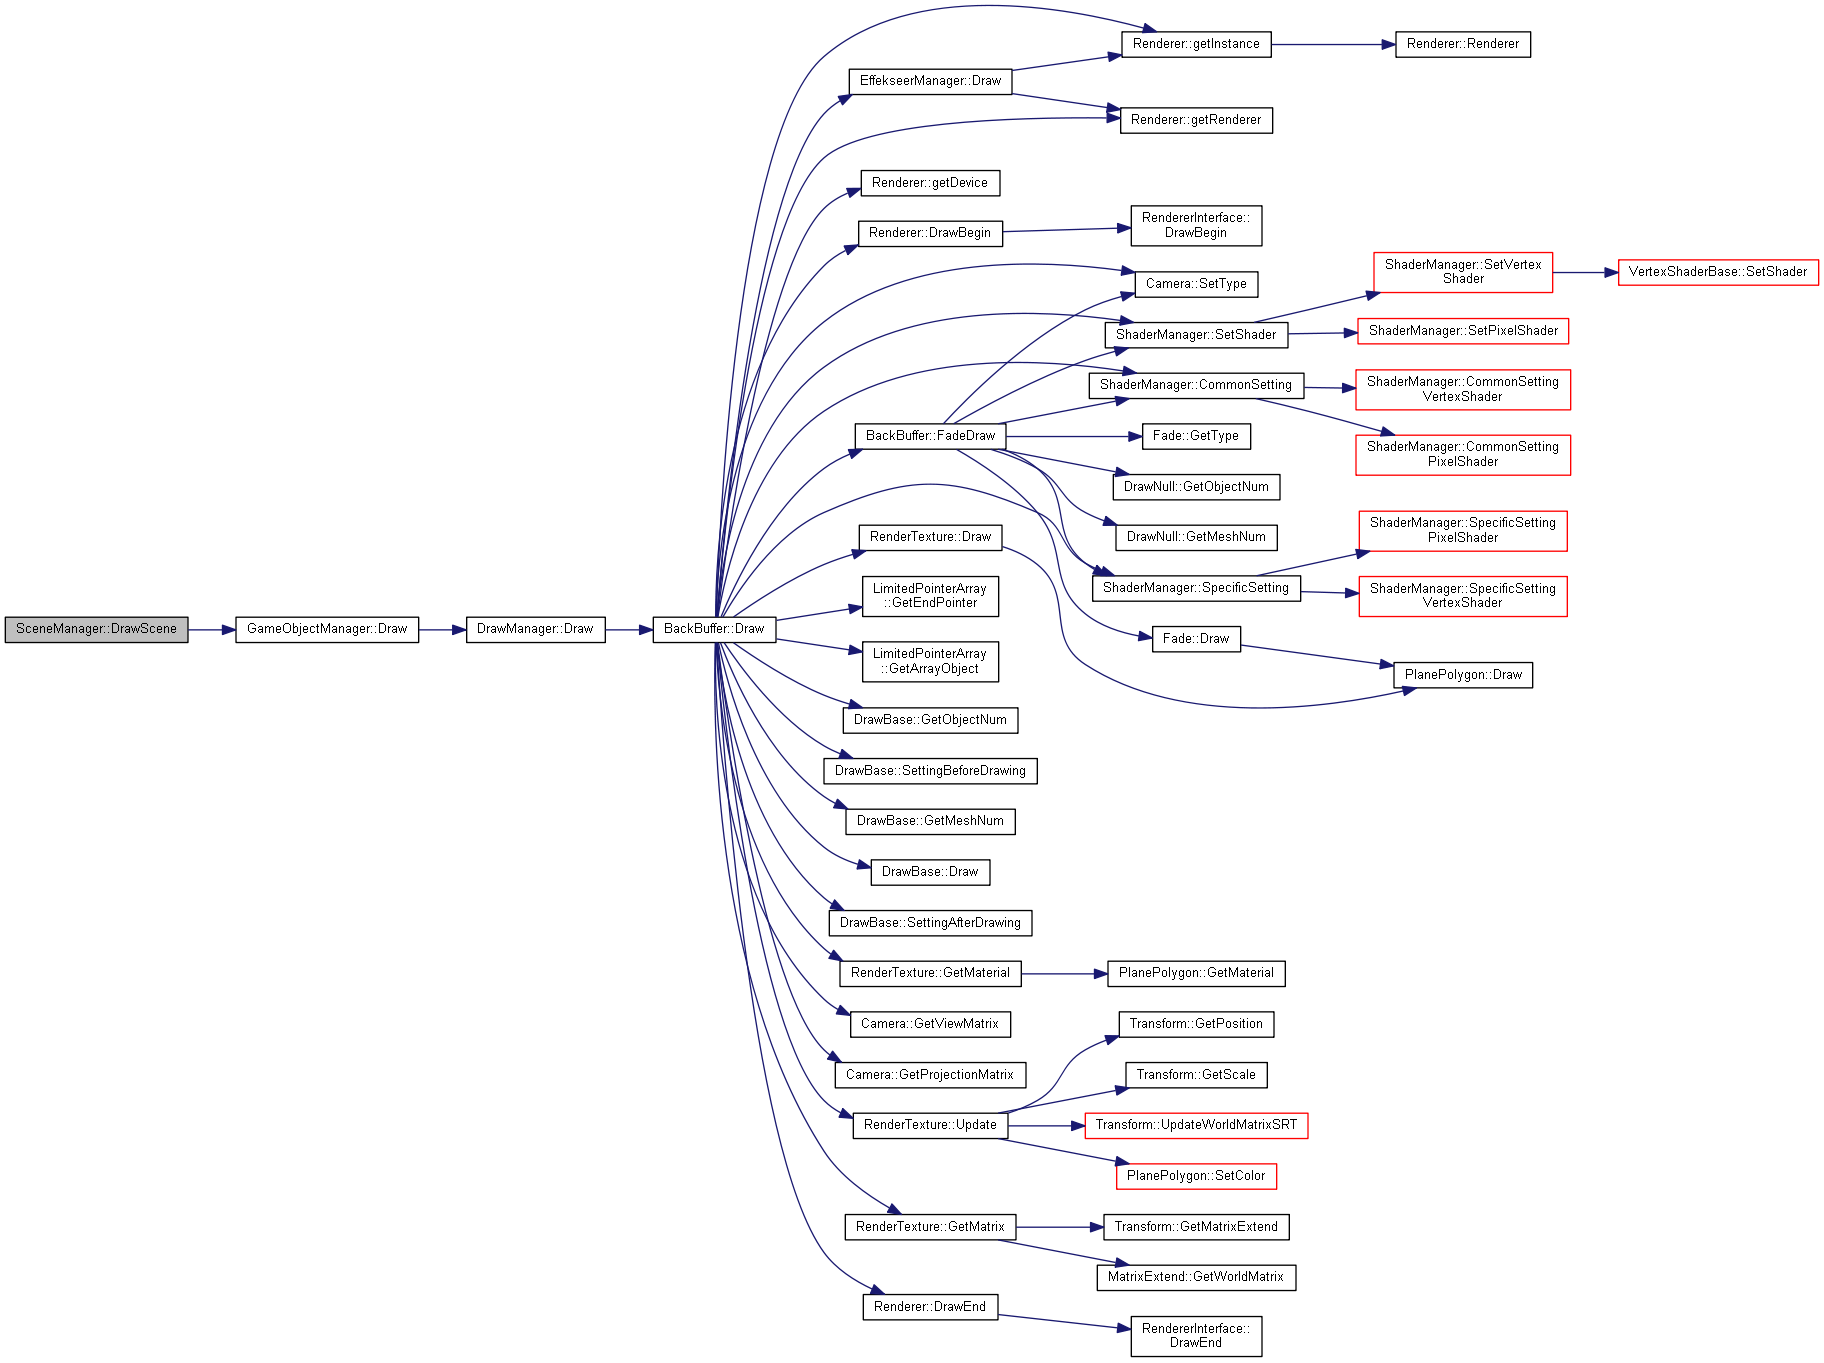 SceneManager::DrawScene
GameObjectManager::Draw
DrawManager::Draw
BackBuffer::Draw
EffekseerManager::Draw
Renderer::getDevice
Renderer::DrawBegin
BackBuffer::FadeDraw
RenderTexture::Draw
LimitedPointerArray
::GetEndPointer
LimitedPointerArray
::GetArrayObject
DrawBase::GetObjectNum
DrawBase::SettingBeforeDrawing
DrawBase::GetMeshNum
DrawBase::Draw
DrawBase::SettingAfterDrawing
RenderTexture::GetMaterial
Camera::GetViewMatrix
Camera::GetProjectionMatrix
RenderTexture::Update
RenderTexture::GetMatrix
Renderer::DrawEnd
Renderer::getInstance
Renderer::getRenderer
RendererInterface::
DrawBegin
Camera::SetType
ShaderManager::SetShader
ShaderManager::CommonSetting
Fade::GetType
DrawNull::GetObjectNum
DrawNull::GetMeshNum
ShaderManager::SpecificSetting
Fade::Draw
PlanePolygon::GetMaterial
Transform::GetPosition
Transform::GetScale
Transform::UpdateWorldMatrixSRT
PlanePolygon::SetColor
Transform::GetMatrixExtend
MatrixExtend::GetWorldMatrix
RendererInterface::
DrawEnd
Renderer::Renderer
ShaderManager::SetVertex
Shader
ShaderManager::SetPixelShader
ShaderManager::CommonSetting
VertexShader
ShaderManager::CommonSetting
PixelShader
ShaderManager::SpecificSetting
PixelShader
ShaderManager::SpecificSetting
VertexShader
PlanePolygon::Draw
VertexShaderBase::SetShader